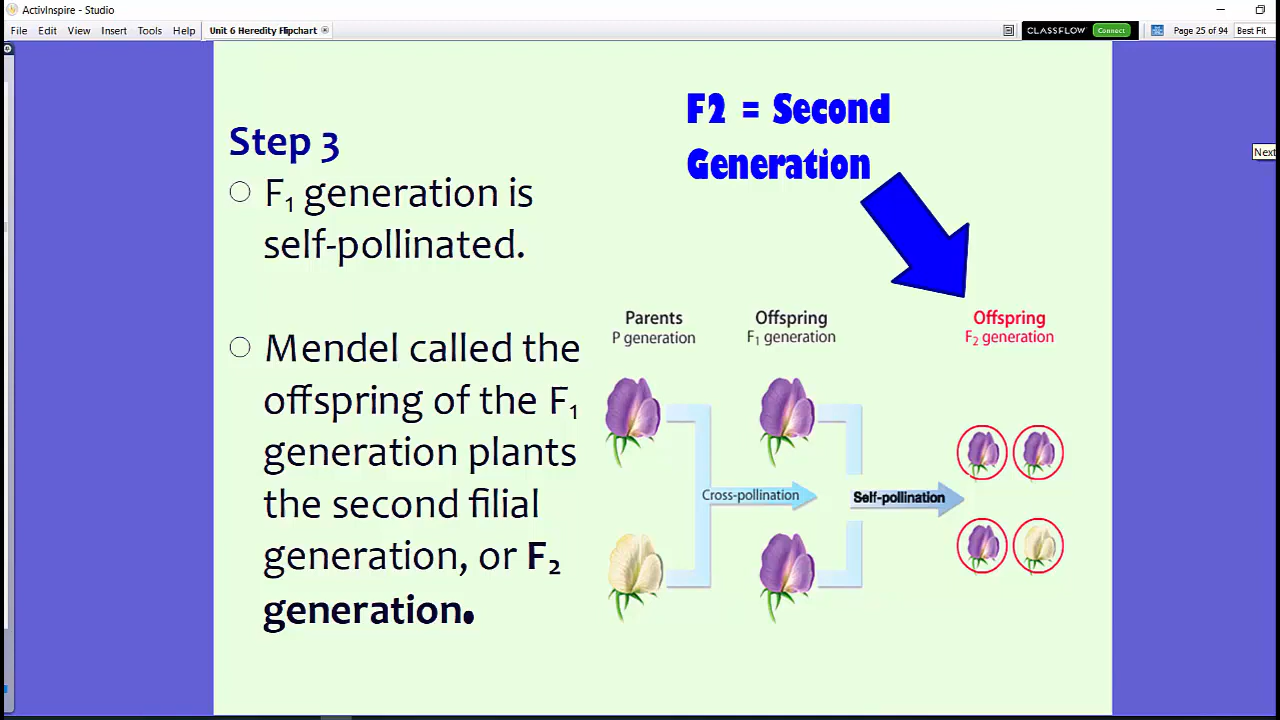 ActivInspire - Studio
File Edit View Insert Tools Help Unit 6 Heredity Flipchart CLASSFLOW Connect Page 25 of 94 Best Fit
Next
F2 = Second
Generation
Step 3
F₁ generation is
self-pollinated.
Mendel called the
offspring of the F₁
generation plants
the second filial
generation, or F₂
generation.
Parents
P generation
Offspring
F₁ generation
Offspring
F₂ generation
Cross-pollination
Self-pollination